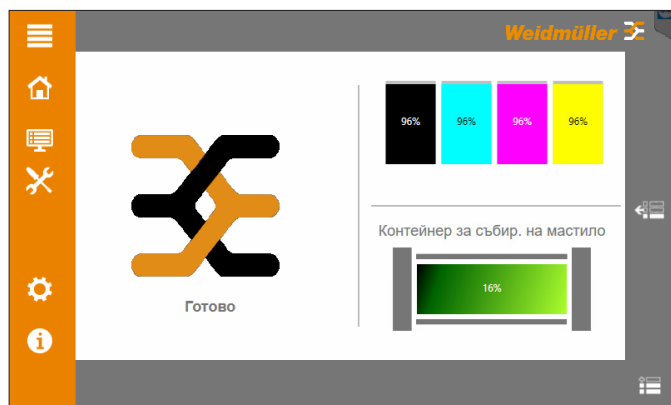 Weidmüller
96% 96% 96% 96%
Контейнер за събир. на мастило
16%
Готово